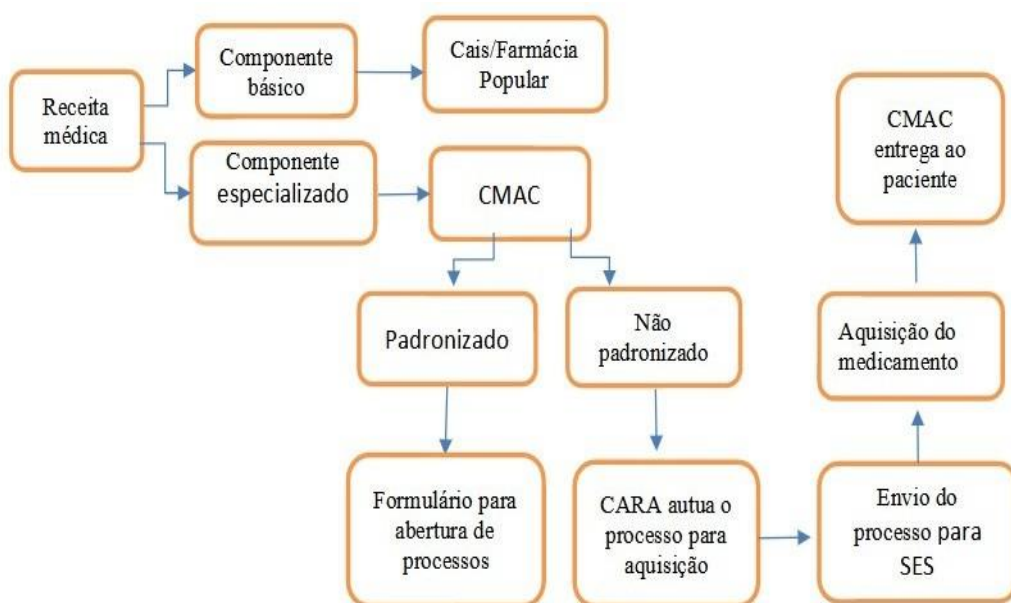 Receita
médica
Componente
básico
Cais/Farmácia
Popular
Componente
especializado
CMAC
Padronizado
Não
padronizado
Formulário para
abertura de
processos
CARA autua o
processo para
aquisição
Envio do
processo para
SES
Aquisição do
medicamento
CMAC
entrega ao
paciente